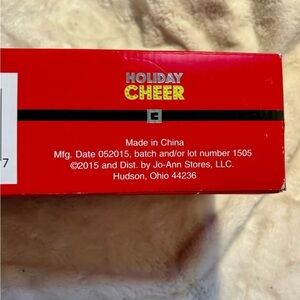 HOLIDAY
CHEER
Made in China
Mfg. Date 052015, batch and/or lot number 1505
©2015 and Dist. by Jo-Ann Stores, LLC.
Hudson, Ohio 44236
7